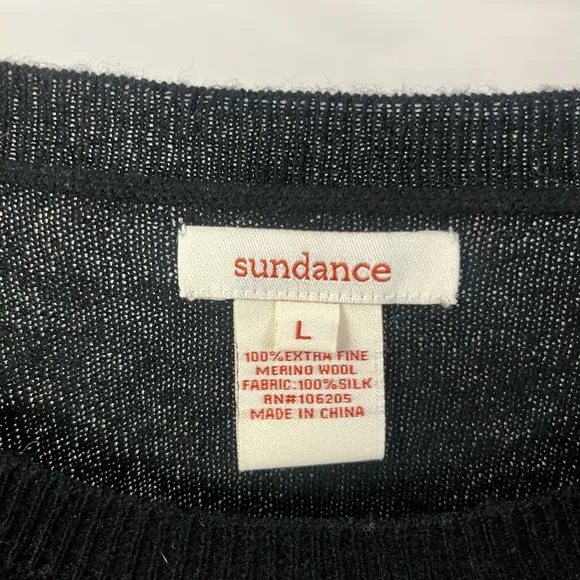 sundance
L
100%EXTRA FINE
MERINO WOOL
FABRIC:100%SILK
RN#106205
MADE IN CHINA